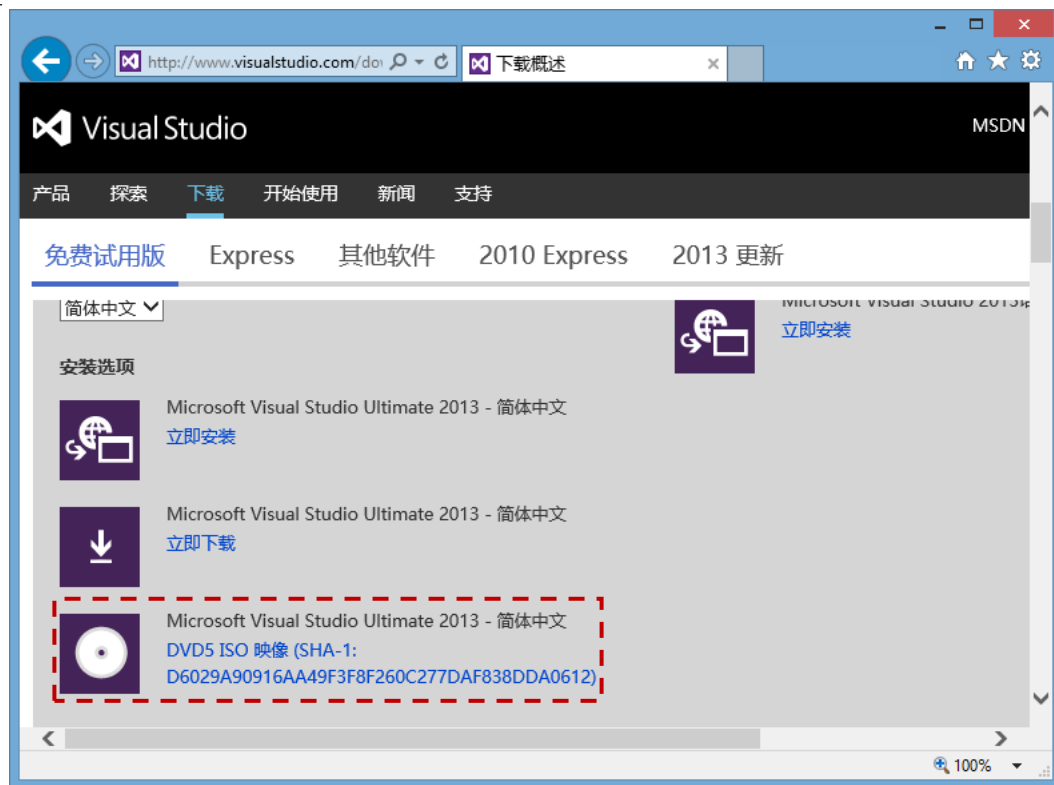 http://www.visualstudio.com/do
下载概述
Visual Studio
MSDN
产品 探索 下载 开始使用 新闻 支持
免费试用版 Express 其他软件 2010 Express 2013 更新
简体中文
Microsoft Visual Studio 2013
立即安装
安装选项
Microsoft Visual Studio Ultimate 2013 - 简体中文
立即安装
Microsoft Visual Studio Ultimate 2013 - 简体中文
立即下载
Microsoft Visual Studio Ultimate 2013 - 简体中文
DVD5 ISO 映像 (SHA-1:
D6029A90916AA49F3F8F260C277DAF838DDA0612)
100%